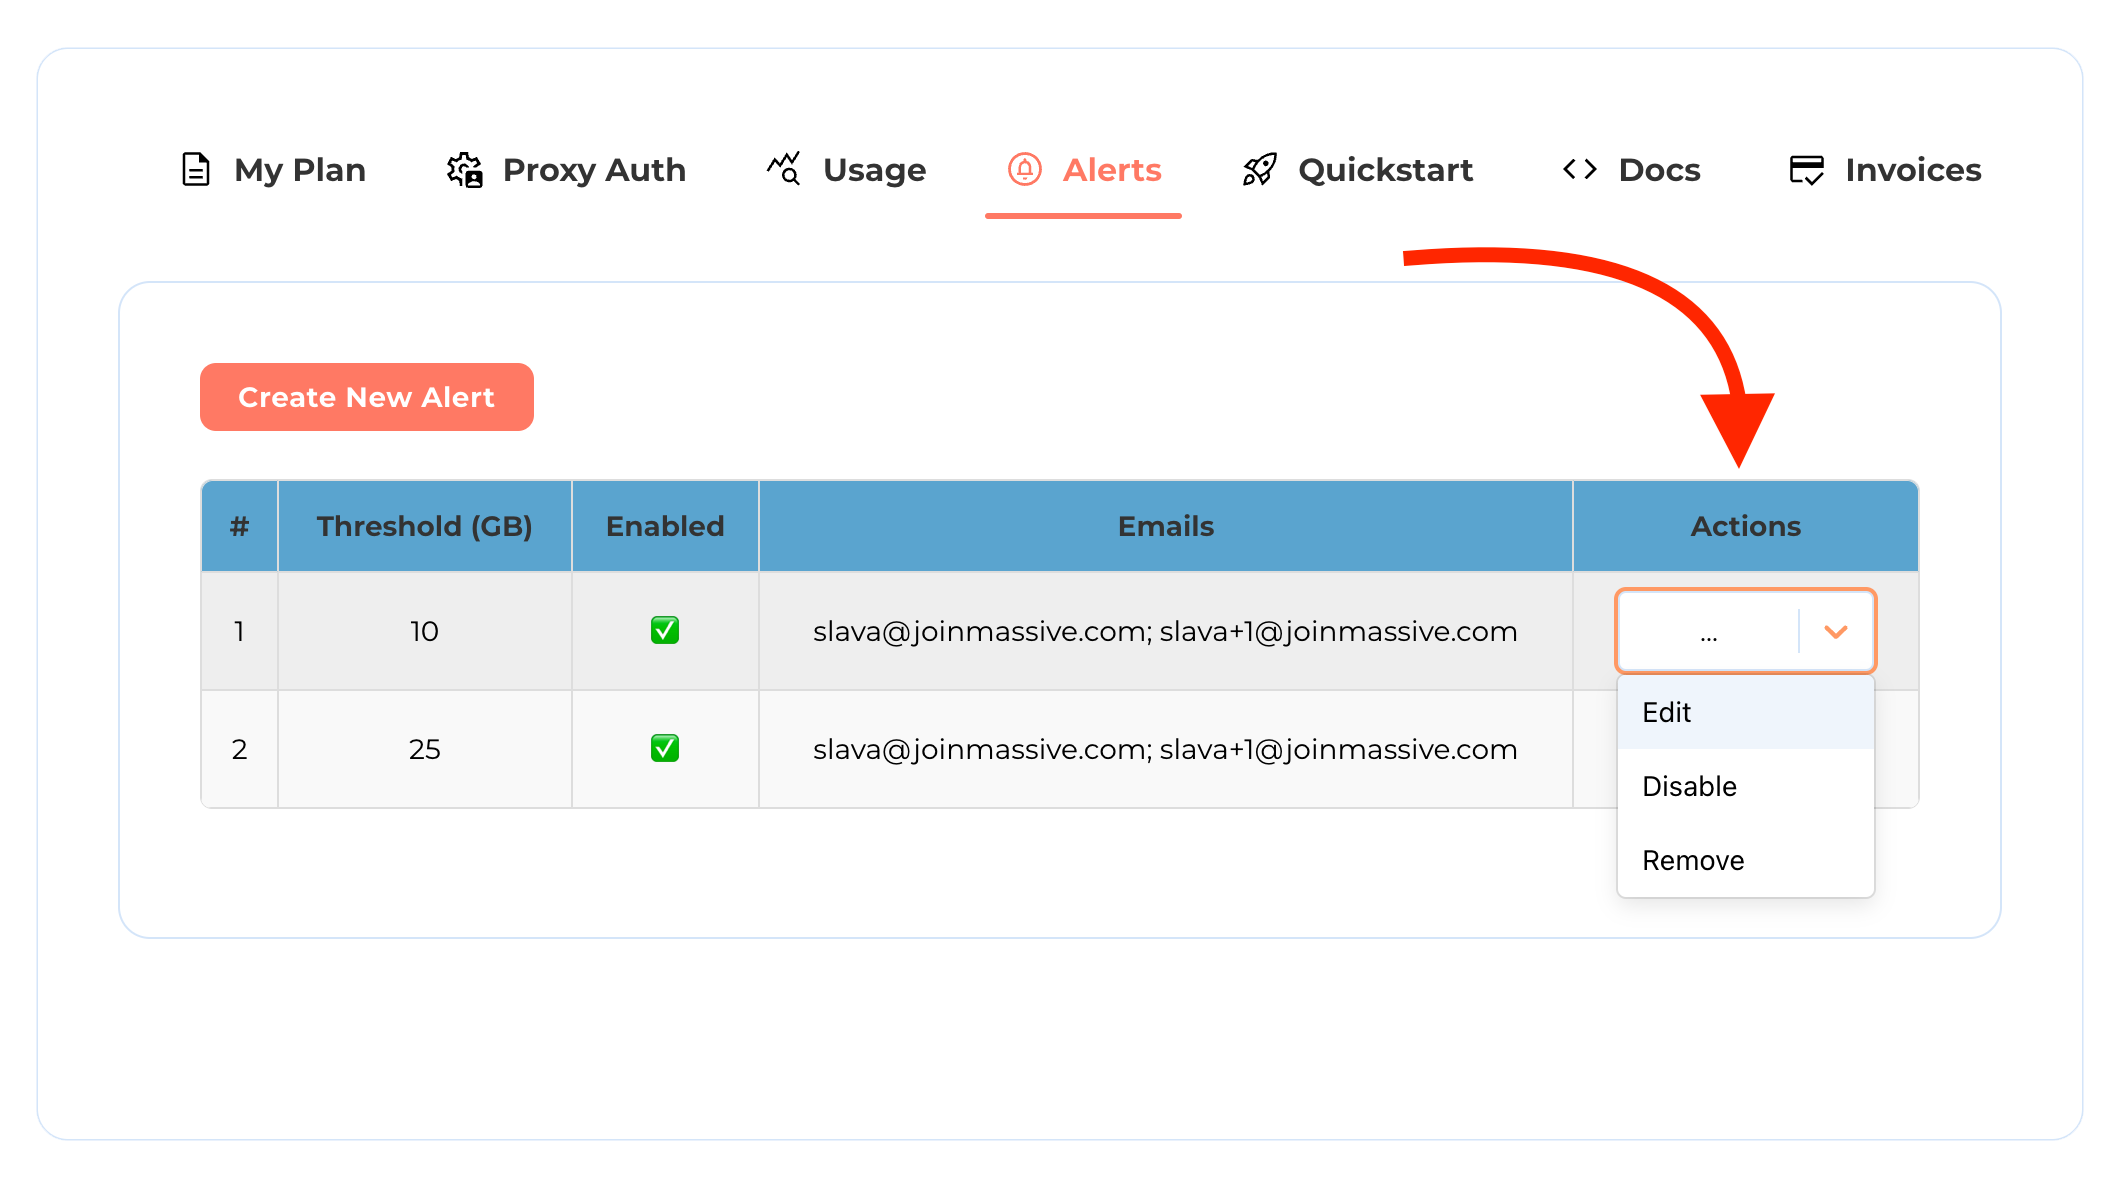 My Plan Proxy Auth Usage Alerts Quickstart Docs Invoices
Create New Alert
# Threshold (GB) Enabled Emails Actions
1 10 ✅ slava@joinmassive.com; slava+1@joinmassive.com ...
Edit
2 25 ✅ slava@joinmassive.com; slava+1@joinmassive.com
Disable
Remove